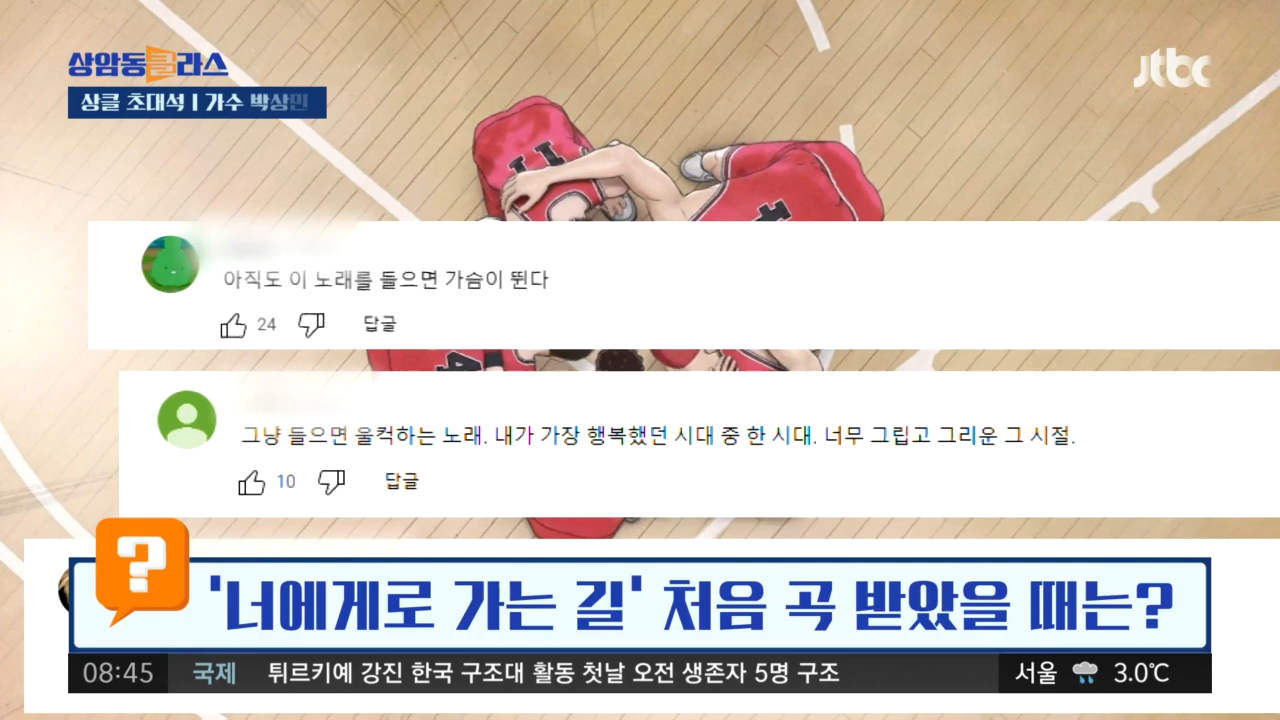 상암동클라스
jtbc
상클 초대석 | 가수 박상민
아직도 이 노래를 들으면 가슴이 뛴다
24 답글
그냥 들으면 울컥하는 노래. 내가 가장 행복했던 시대 중 한 시대. 너무 그립고 그리운 그 시절.
10 답글
?
'너에게로 가는 길' 처음 곡 받았을 때는?
08:45 국제 튀르키예 강진 한국 구조대 활동 첫날 오전 생존자 5명 구조 서울 3.0℃